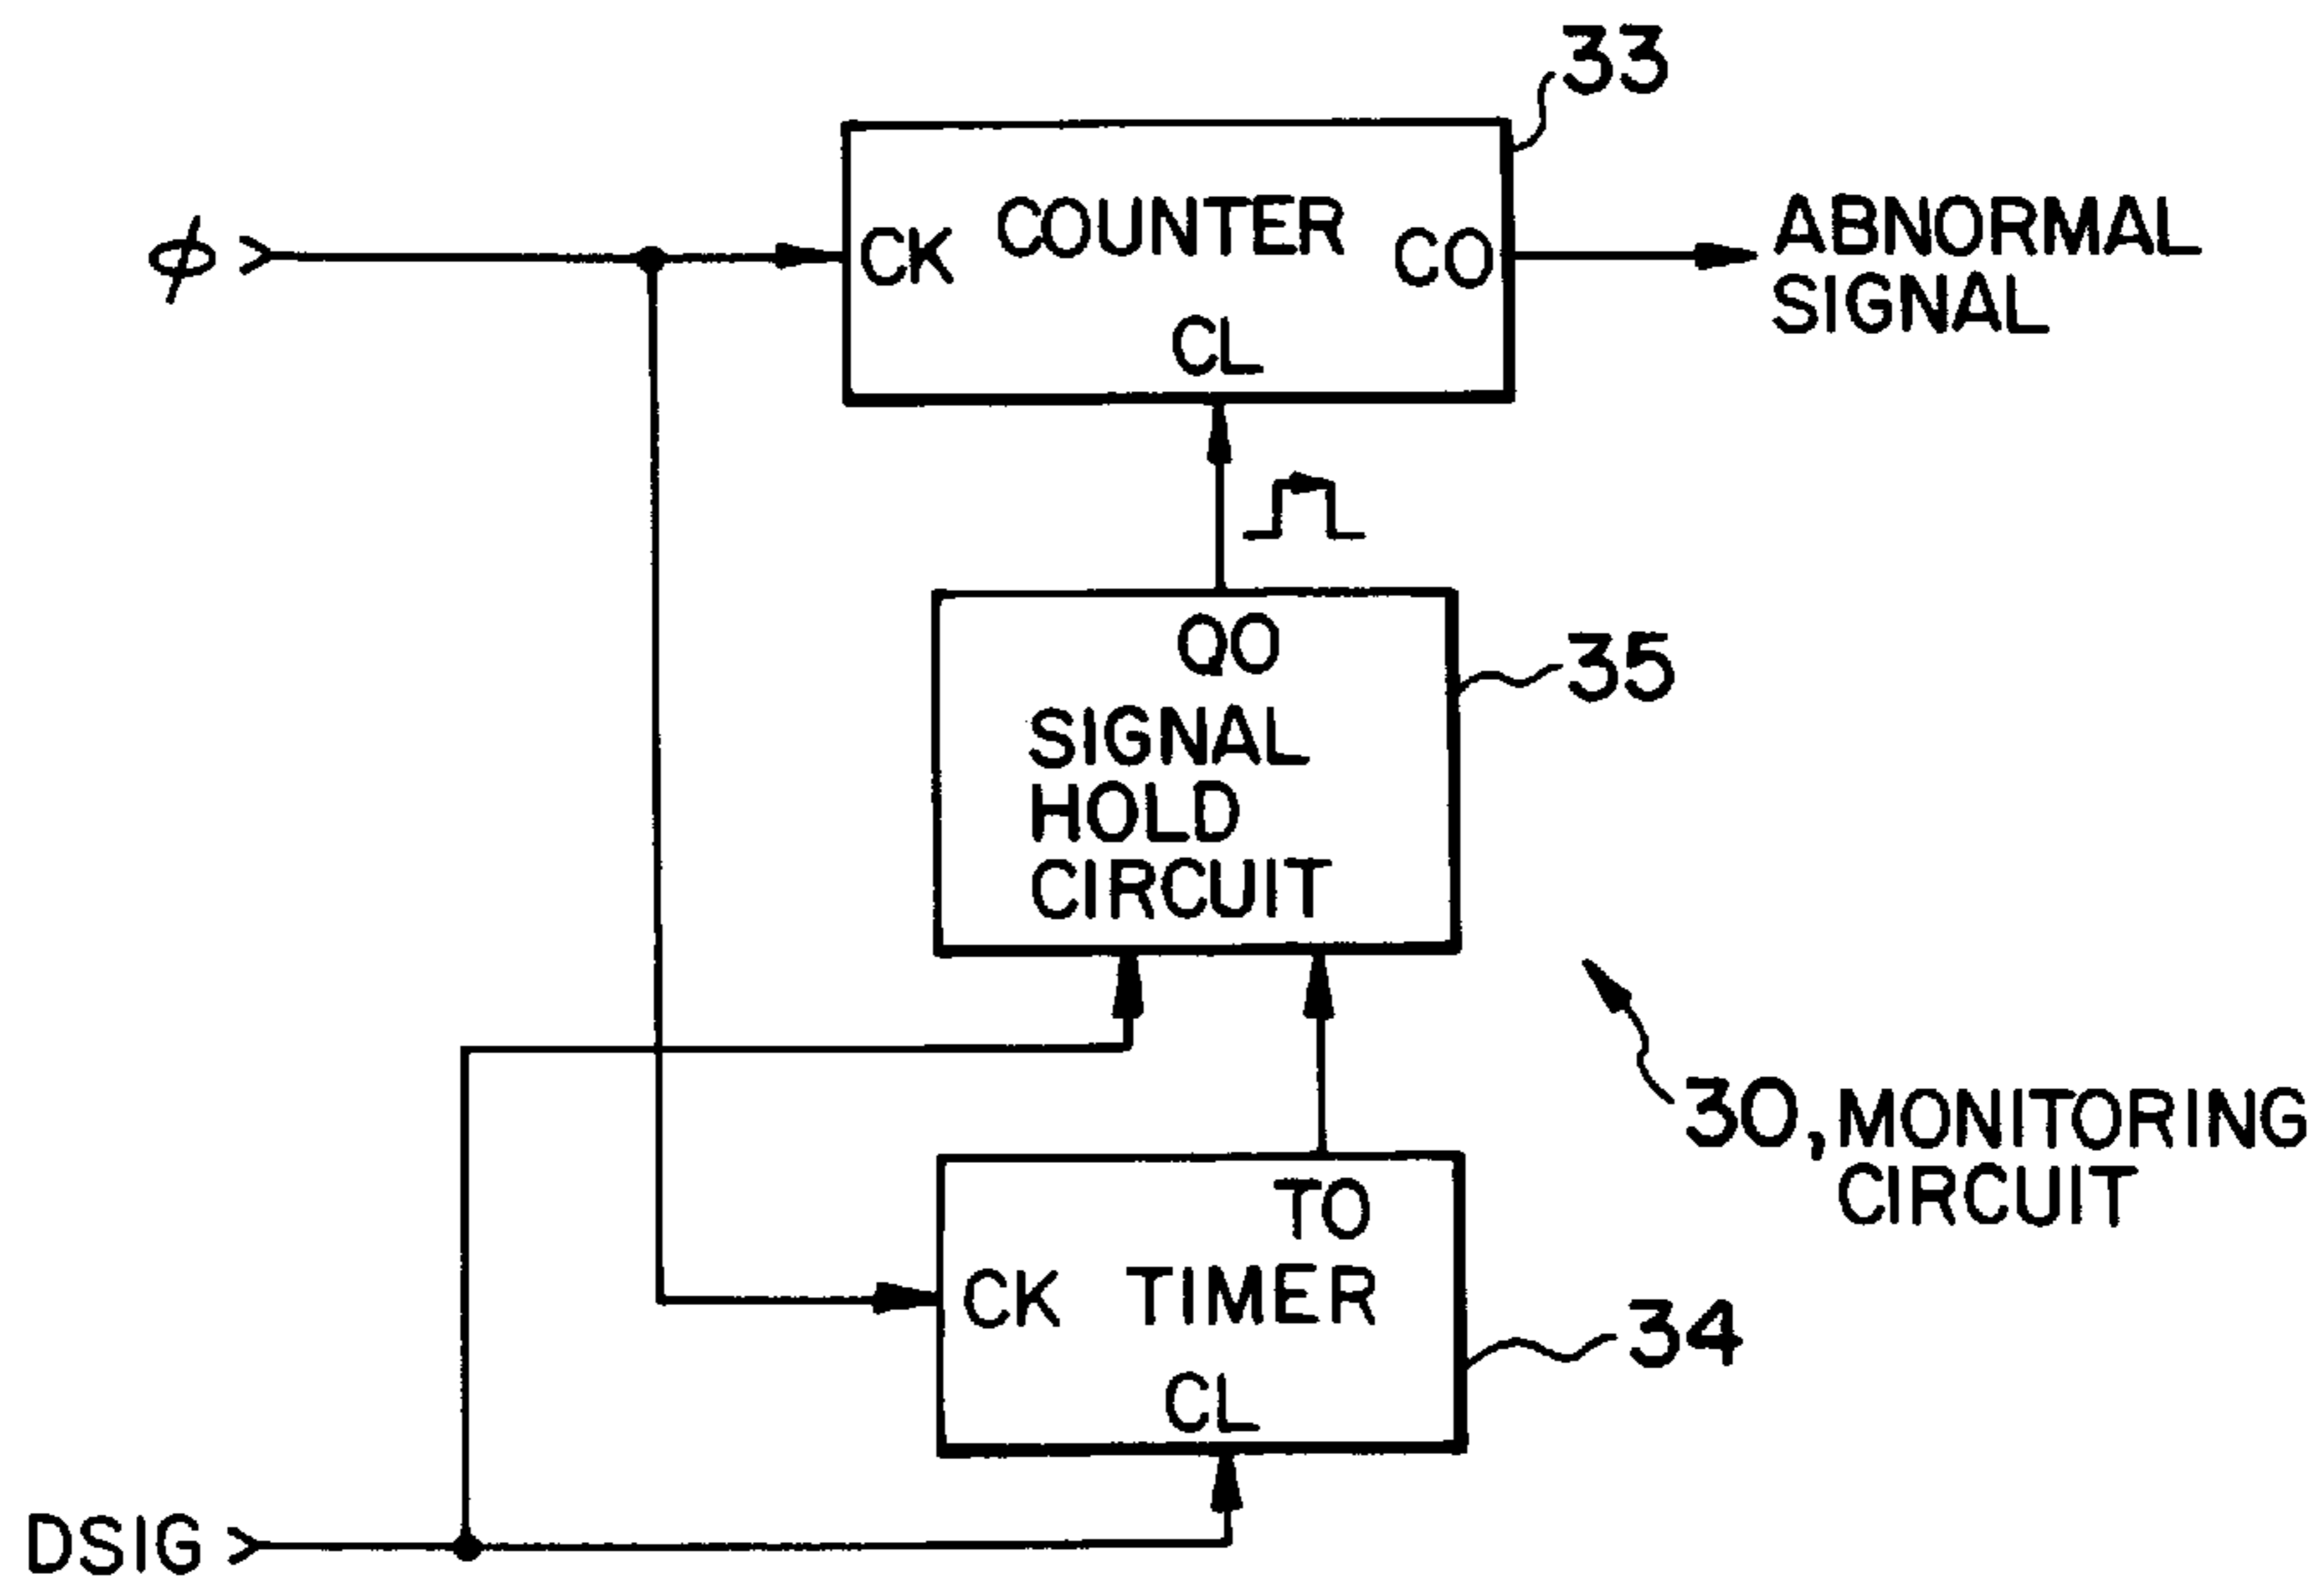 33
COUNTER
CK
CO
CL
ϕ
ABNORMAL
SIGNAL
QO
SIGNAL
HOLD
CIRCUIT
35
30, MONITORING
CIRCUIT
TO
CK TIMER
CL
34
DSIG